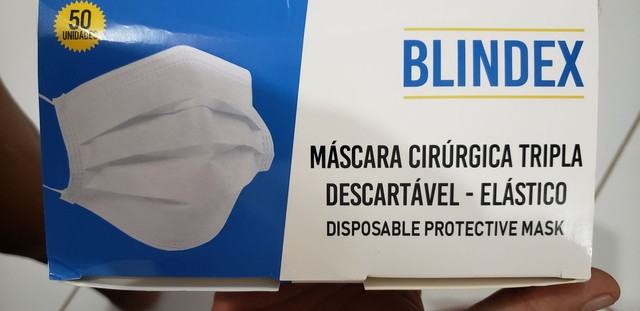 50
UNIDADES
BLINDEX
MÁSCARA CIRÚRGICA TRIPLA
DESCARTÁVEL - ELÁSTICO
DISPOSABLE PROTECTIVE MASK